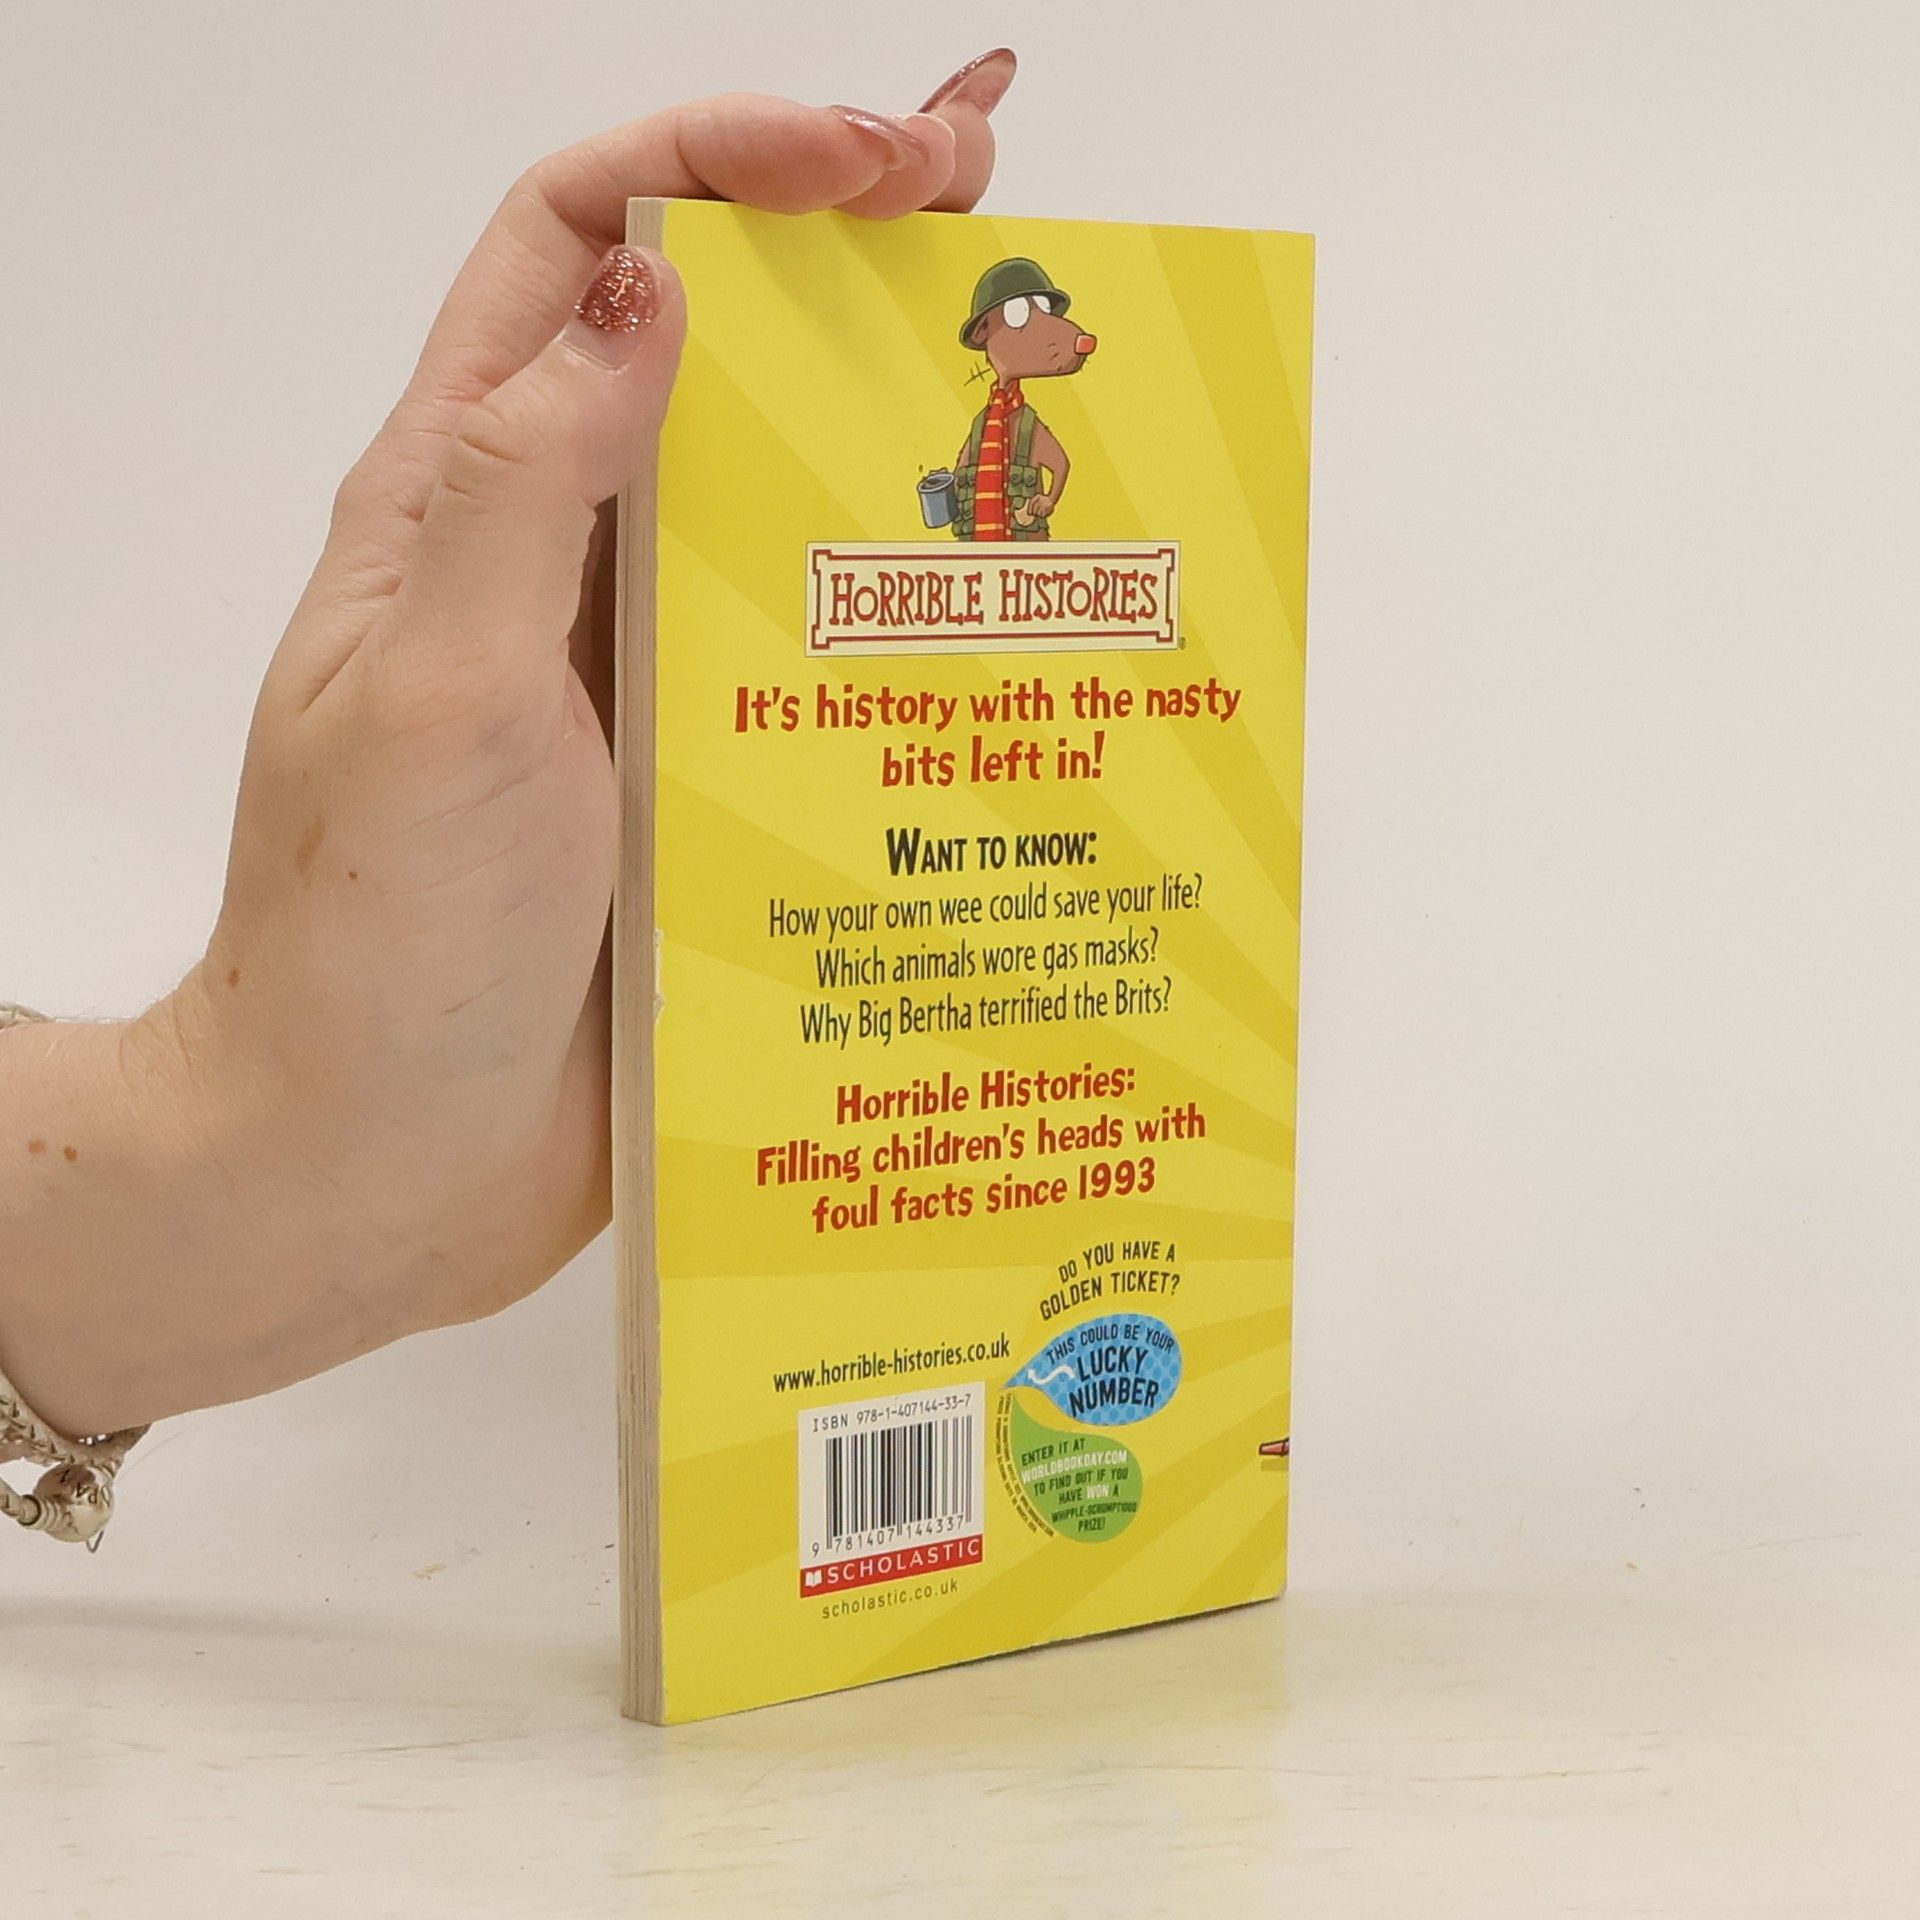 HORRIBLE HISTORIES
It's history with the nasty
bits left in!
WANT TO KNOW:
How your own wee could save your life?
Which animals wore gas masks?
Why Big Bertha terrified the Brits?
Horrible Histories:
Filling children's heads with
foul facts since 1993
DO YOU HAVE A
GOLDEN TICKET?
THIS COULD BE YOUR
LUCKY
NUMBER
ENTER IT AT
WORLDBOOKDAY.COM
TO FIND OUT IF YOU
HAVE WON A
WHIPPLE-SCRUMPTIOUS
PRIZE!
www.horrible-histories.co.uk
ISBN 978-1-407144-33-7
9 781407 144337
SCHOLASTIC
scholastic.co.uk